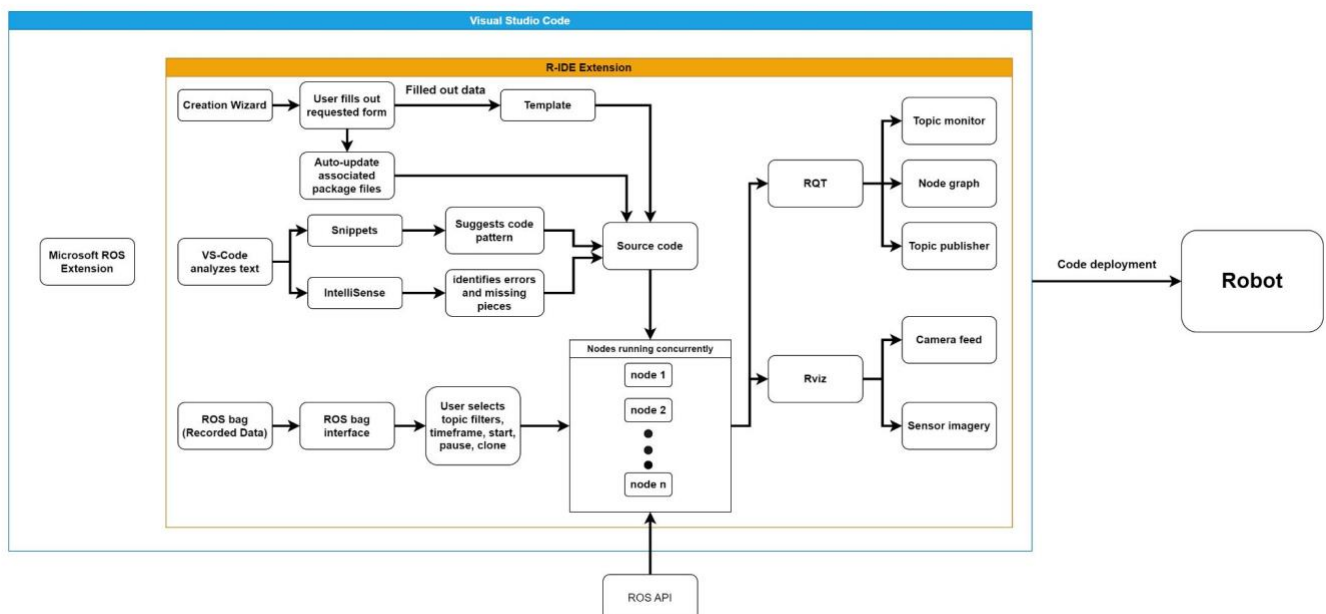 Visual Studio Code
R-IDE Extension
Creation Wizard
User fills out
requested form
Filled out data
Template
Auto-update
associated
package files
Microsoft ROS
Extension
VS-Code
analyzes text
Snippets
Suggests code
pattern
IntelliSense
identifies errors
and missing
pieces
Source code
Nodes running concurrently
node 1
node 2
node n
ROS bag
(Recorded Data)
ROS bag
interface
User selects
topic filters,
timeframe, start,
pause, clone
RQT
Topic monitor
Node graph
Topic publisher
Rviz
Camera feed
Sensor imagery
Code deployment
Robot
ROS API